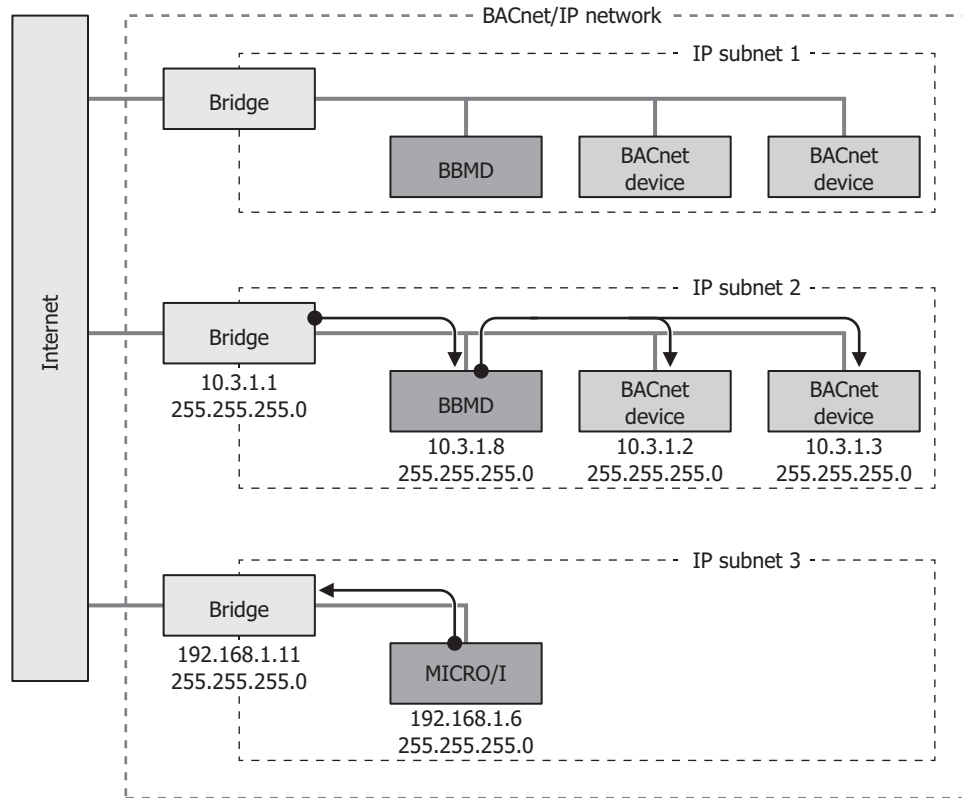 BACnet/IP network
IP subnet 1
Bridge
BBMD
BACnet
device
BACnet
device
Internet
IP subnet 2
Bridge
10.3.1.1
255.255.255.0
BBMD
10.3.1.8
255.255.255.0
BACnet
device
10.3.1.2
255.255.255.0
BACnet
device
10.3.1.3
255.255.255.0
IP subnet 3
Bridge
192.168.1.11
255.255.255.0
MICRO/I
192.168.1.6
255.255.255.0